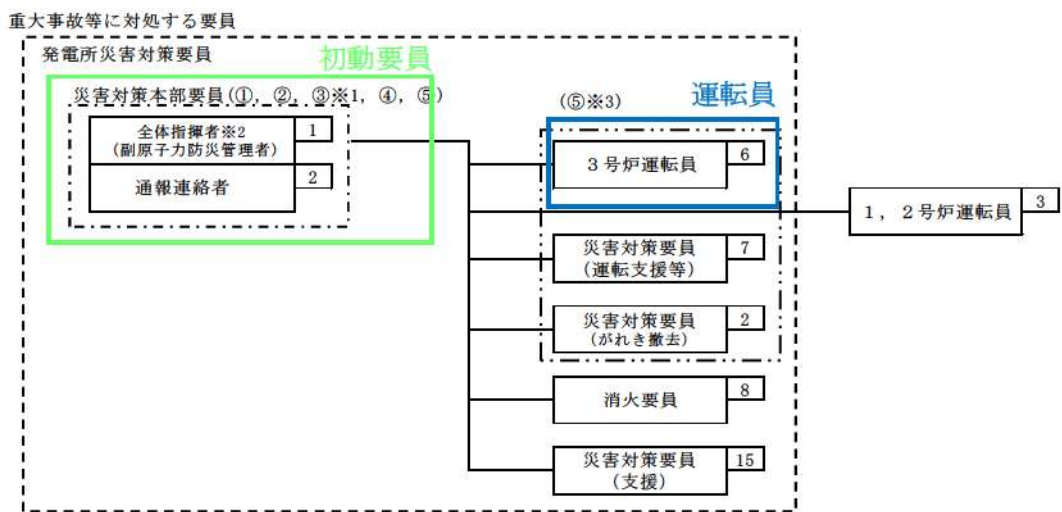 重大事故等に対処する要員
発電所災害対策要員
初動要員
災害対策本部要員(①, ②, ③※1, ④, ⑤)
全体指揮者※2
(副原子力防災管理者)
1
通報連絡者
2
(⑤※3)
運転員
3号炉運転員
6
1,2号炉運転員
3
災害対策要員
(運転支援等)
7
災害対策要員
(がれき撤去)
2
消火要員
8
災害対策要員
(支援)
15